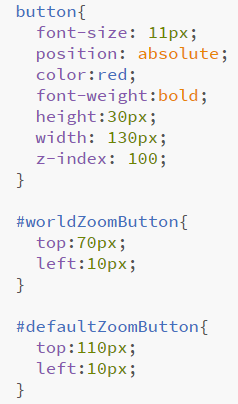 button{
  font-size: 11px;
  position: absolute;
  color:red;
  font-weight:bold;
  height:30px;
  width: 130px;
  z-index: 100;
}

#worldZoomButton{
  top:70px;
  left:10px;
}

#defaultZoomButton{
  top:110px;
  left:10px;
}